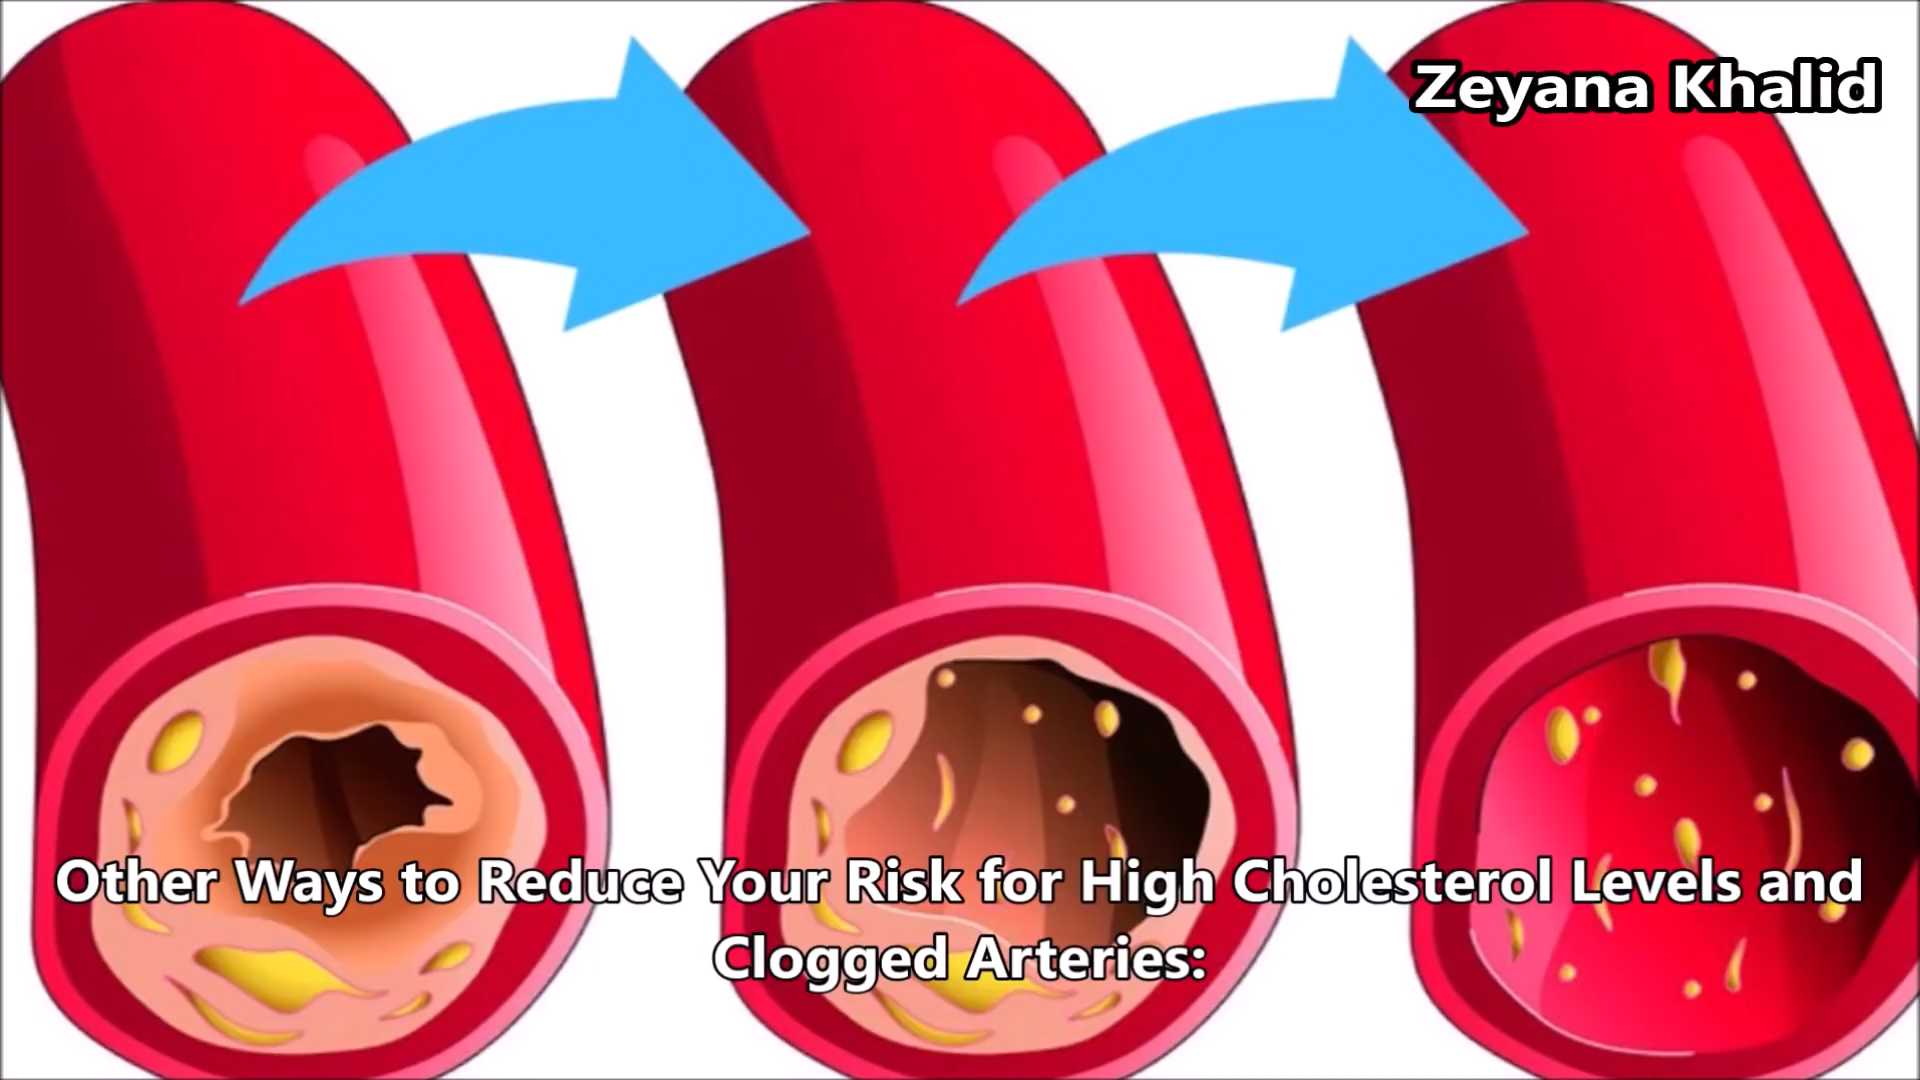 Zeyana Khalid
Other Ways to Reduce Your Risk for High Cholesterol Levels and
Clogged Arteries: